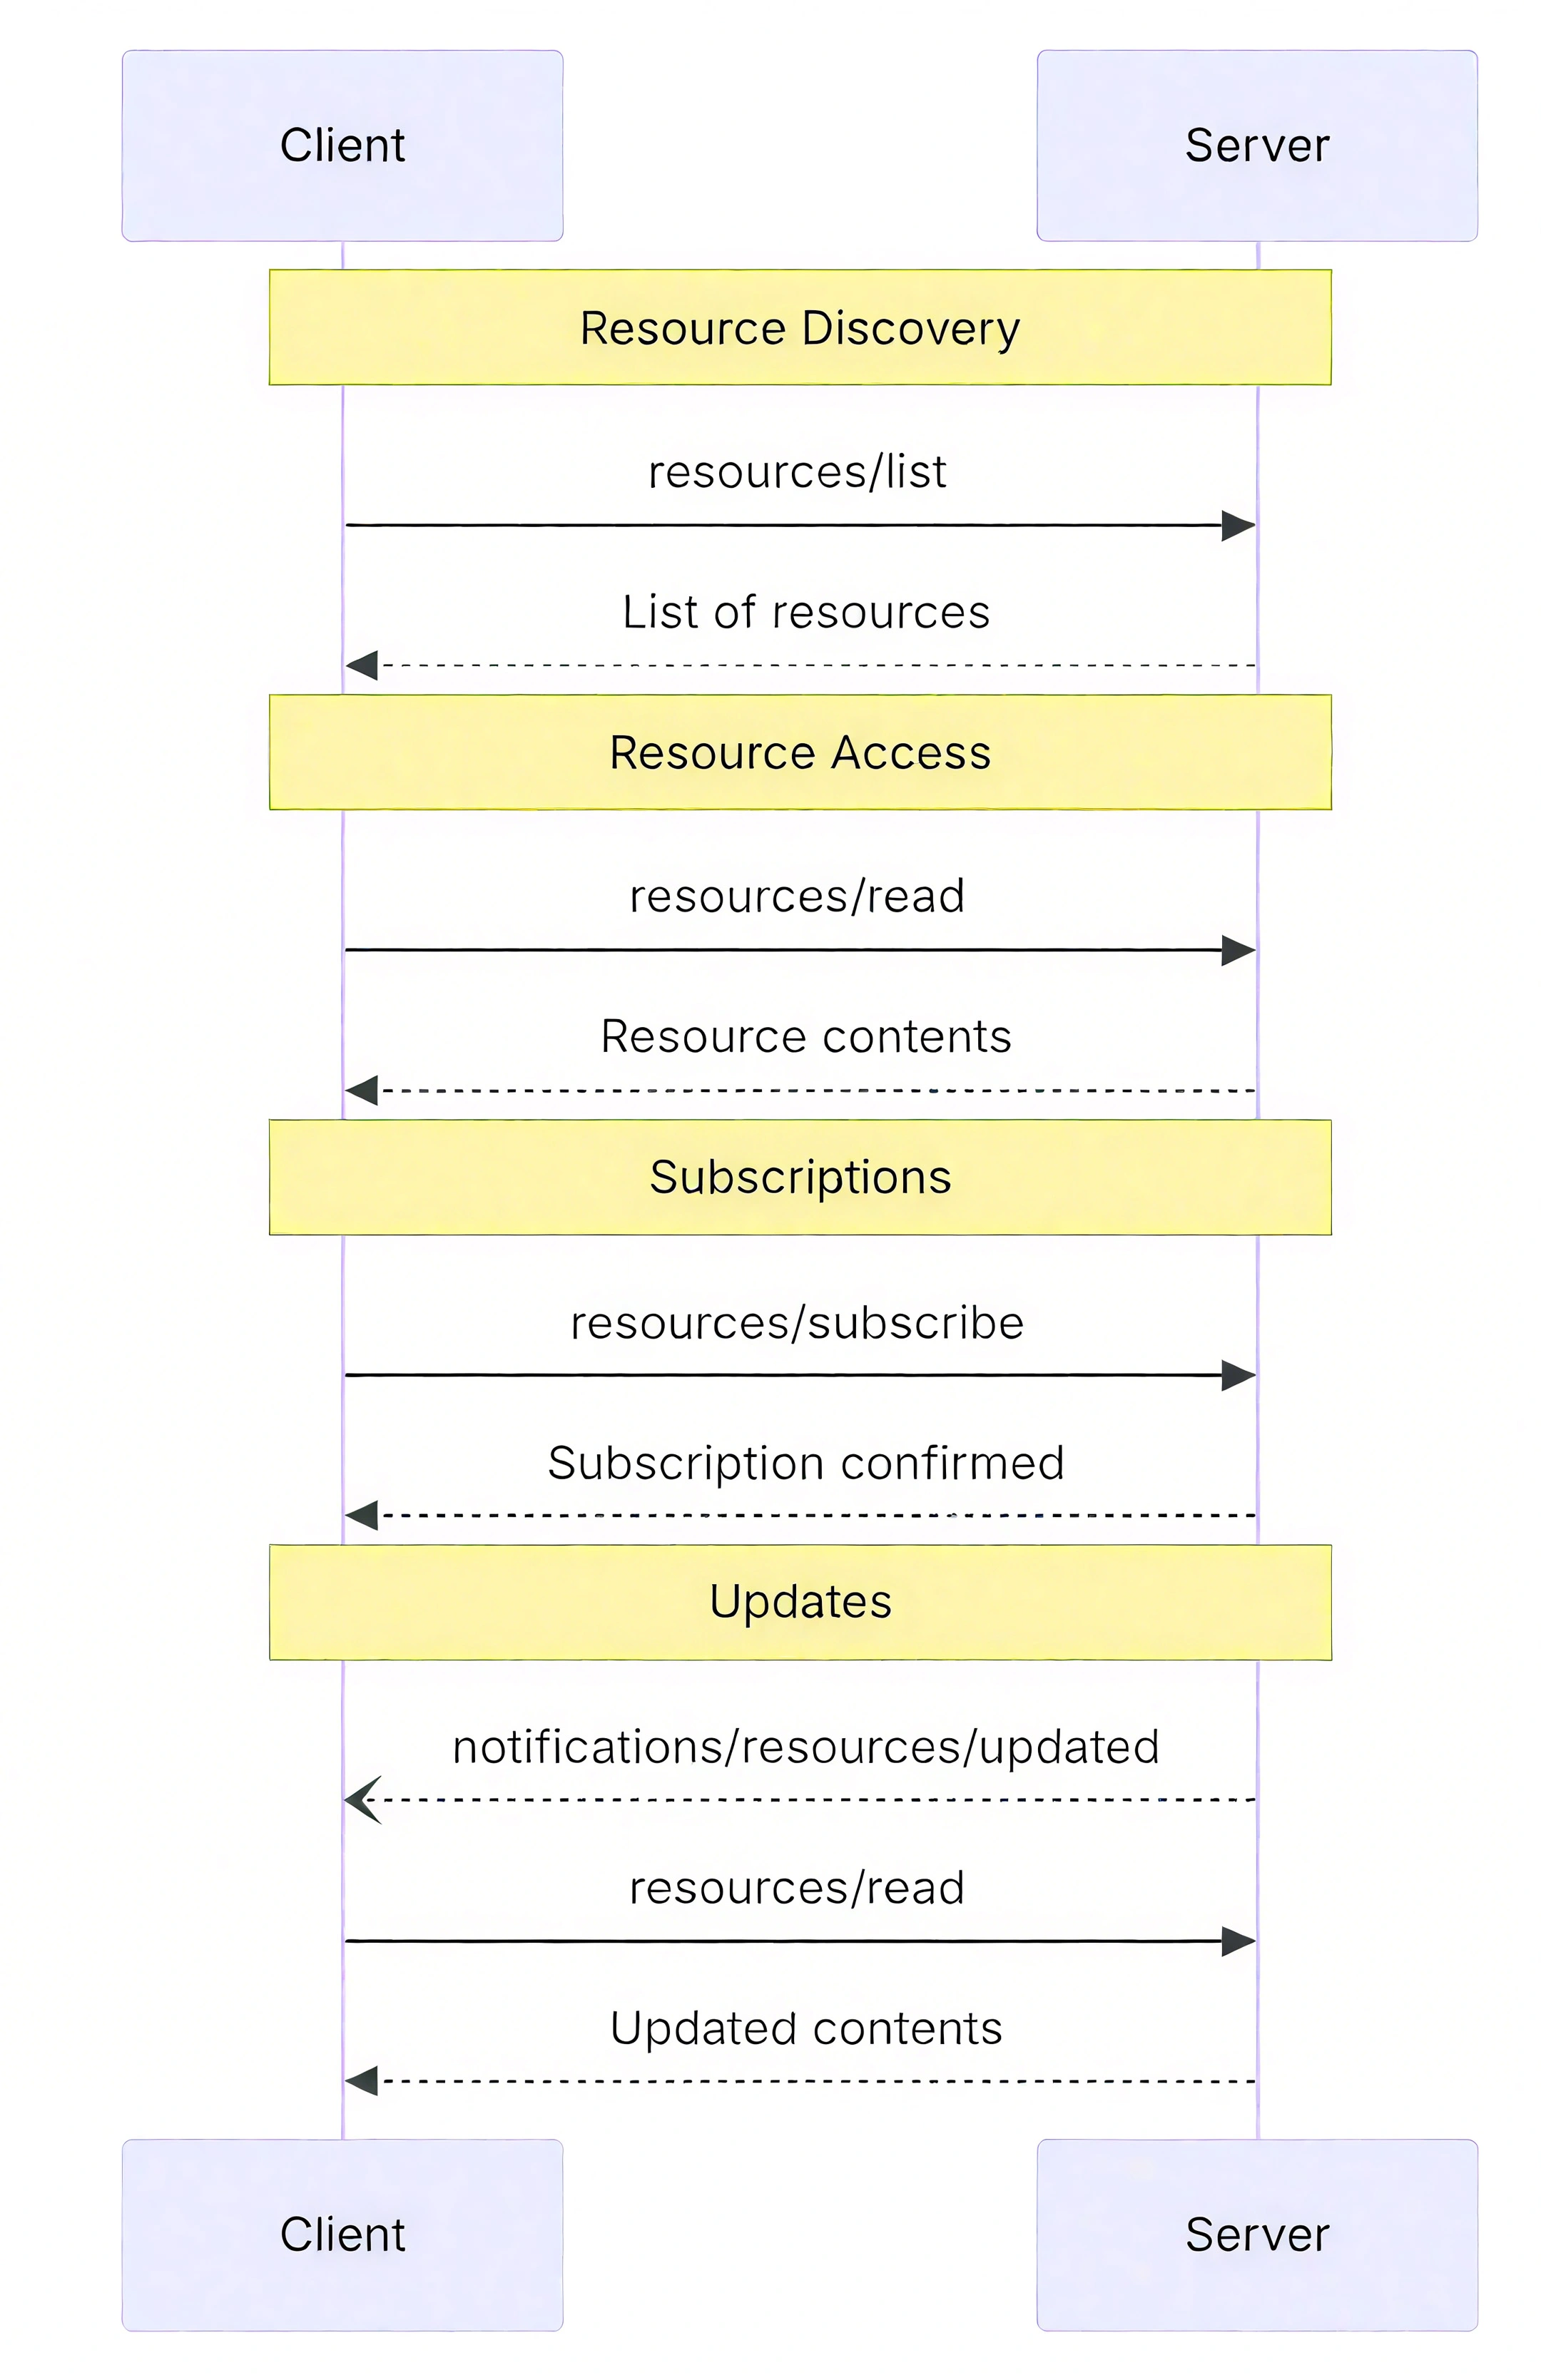 Client
Server
Resource Discovery
resources/list
List of resources
Resource Access
resources/read
Resource contents
Subscriptions
resources/subscribe
Subscription confirmed
Updates
notifications/resources/updated
resources/read
Updated contents
Client
Server